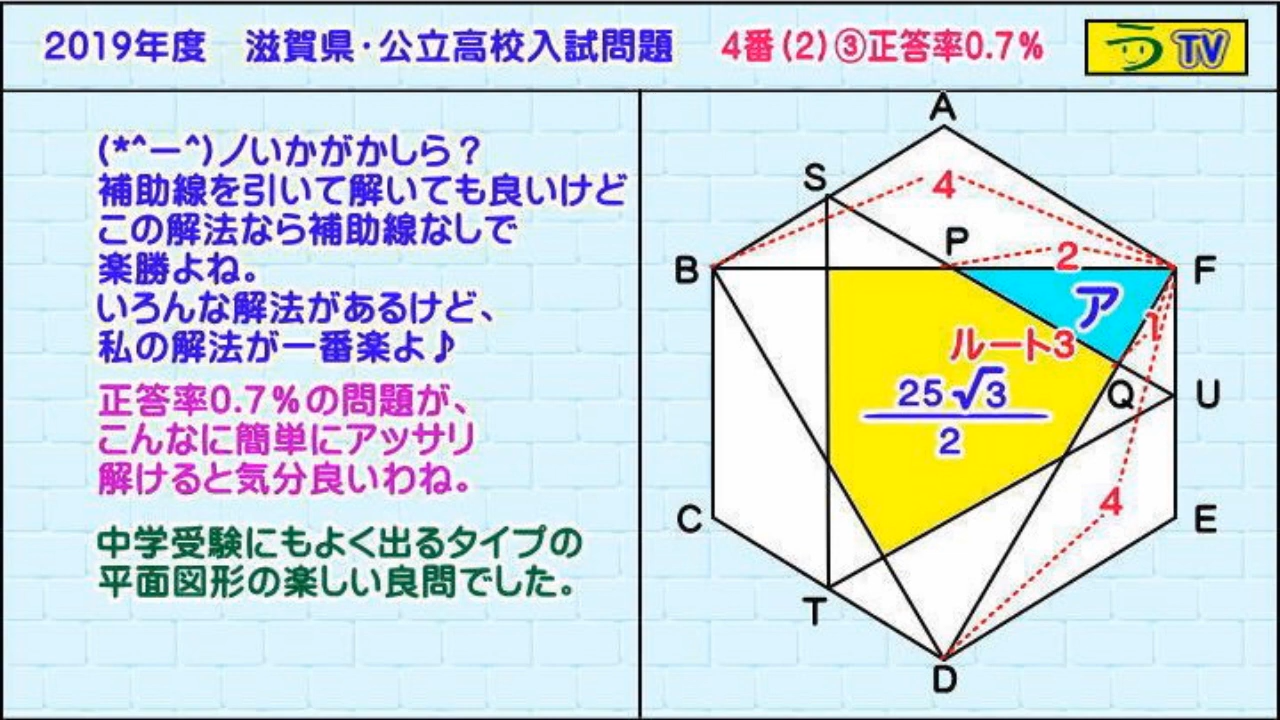 2019年度 滋賀県・公立高校入試問題 4番(2)③正答率0.7%
う TV
(*^ー^)ノいかがかしら？
補助線を引いて解いても良いけど
この解法なら補助線なしで
楽勝よね。
いろんな解法があるけど、
私の解法が一番楽よ♪
正答率0.7%の問題が、
こんなに簡単にアッサリ
解けると気分良いわね。
中学受験にもよく出るタイプの
平面図形の楽しい良問でした。
A
S
4
P
2
B
F
ア
1
ルート3
25√3
2
Q
U
C
4
E
T
D